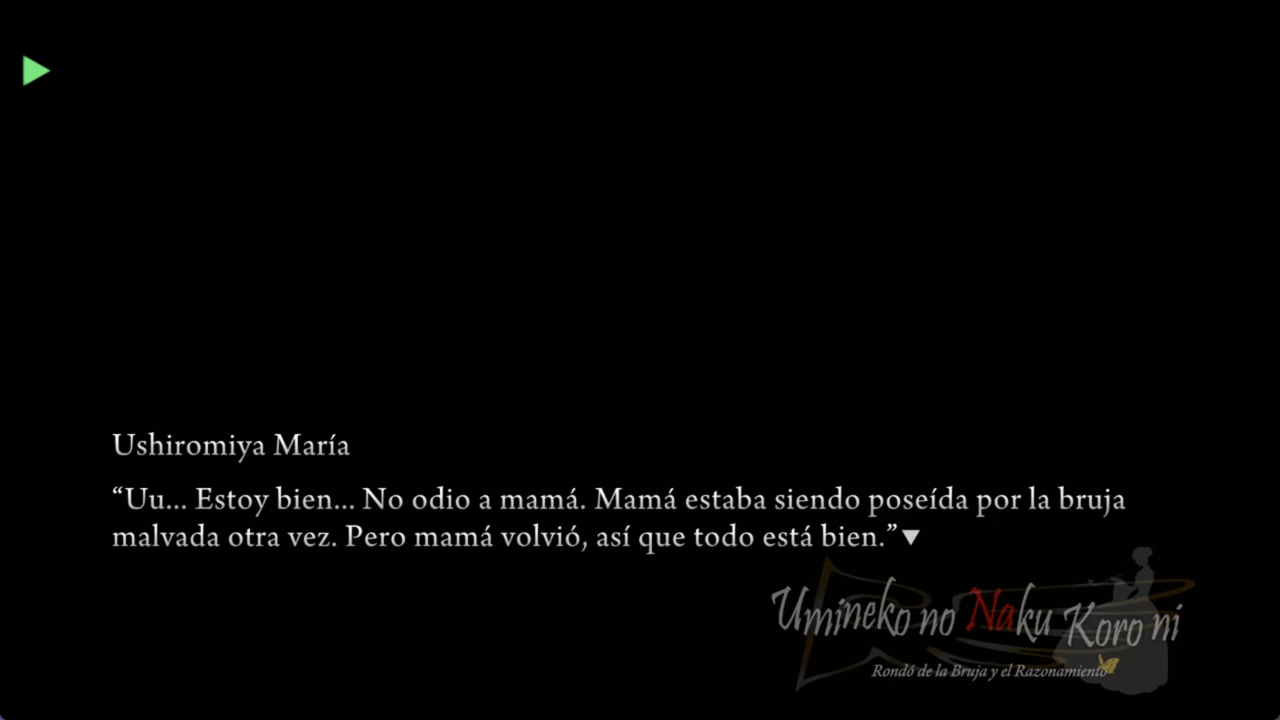 Ushiromiya María
“Uu... Estoy bien... No odio a mamá. Mamá estaba siendo poseída por la bruja
malvada otra vez. Pero mamá volvió, así que todo está bien.”▼
Umineko no Naku Koro ni
Rondó de la Bruja y el Razonamiento